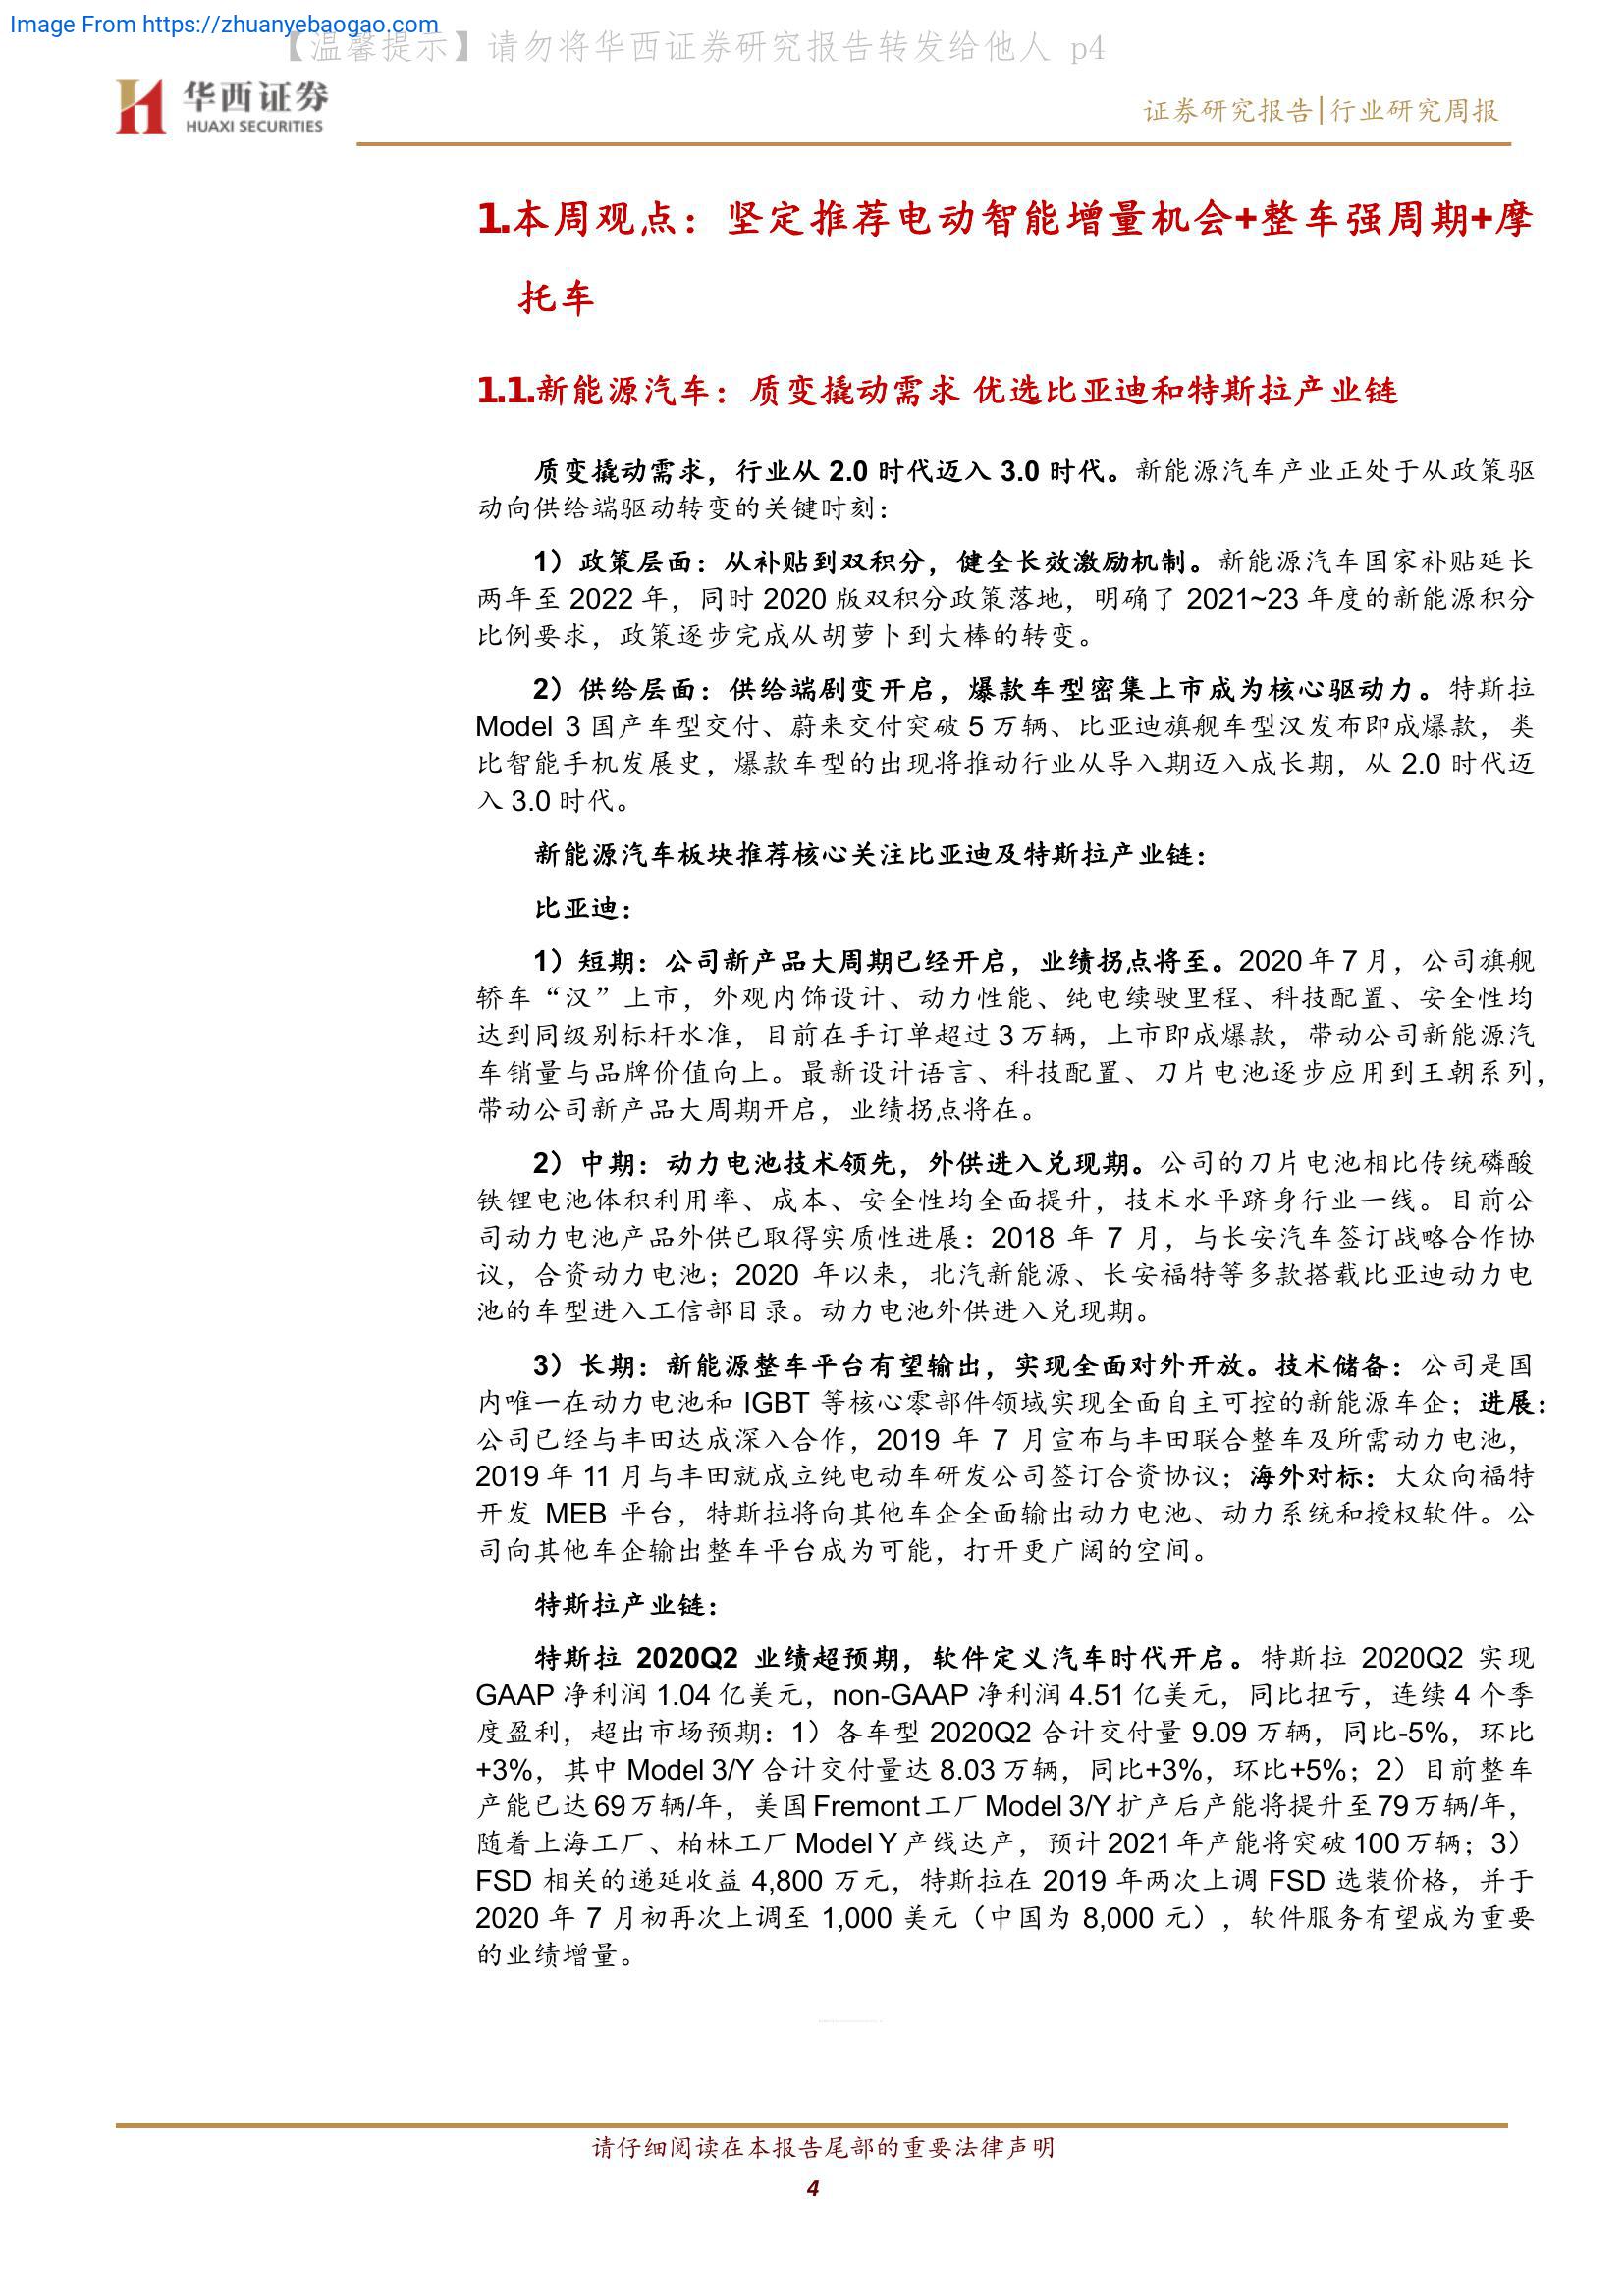 Image From https://zhuanyebaogao.com
【温馨提示】请勿将华西证券研究报告转发给他人 p4
华西证券
HUAXI SECURITIES
证券研究报告|行业研究周报
1.本周观点：坚定推荐电动智能增量机会+整车强周期+摩
托车
1.1.新能源汽车：质变撬动需求 优选比亚迪和特斯拉产业链
质变撬动需求，行业从 2.0 时代迈入 3.0 时代。新能源汽车产业正处于从政策驱
动向供给端驱动转变的关键时刻：
1）政策层面：从补贴到双积分，健全长效激励机制。新能源汽车国家补贴延长
两年至 2022 年，同时 2020 版双积分政策落地，明确了 2021~23 年度的新能源积分
比例要求，政策逐步完成从胡萝卜到大棒的转变。
2）供给层面：供给端剧变开启，爆款车型密集上市成为核心驱动力。特斯拉
Model 3 国产车型交付、蔚来交付突破 5 万辆、比亚迪旗舰车型汉发布即成爆款，类
比智能手机发展史，爆款车型的出现将推动行业从导入期迈入成长期，从 2.0 时代迈
入 3.0 时代。
新能源汽车板块推荐核心关注比亚迪及特斯拉产业链：
比亚迪：
1）短期：公司新产品大周期已经开启，业绩拐点将至。2020 年 7 月，公司旗舰
轿车“汉”上市，外观内饰设计、动力性能、纯电续驶里程、科技配置、安全性均
达到同级别标杆水准，目前在手订单超过 3 万辆，上市即成爆款，带动公司新能源汽
车销量与品牌价值向上。最新设计语言、科技配置、刀片电池逐步应用到王朝系列，
带动公司新产品大周期开启，业绩拐点将在。
2）中期：动力电池技术领先，外供进入兑现期。公司的刀片电池相比传统磷酸
铁锂电池体积利用率、成本、安全性均全面提升，技术水平跻身行业一线。目前公
司动力电池产品外供已取得实质性进展：2018 年 7 月，与长安汽车签订战略合作协
议，合资动力电池；2020 年以来，北汽新能源、长安福特等多款搭载比亚迪动力电
池的车型进入工信部目录。动力电池外供进入兑现期。
3）长期：新能源整车平台有望输出，实现全面对外开放。技术储备：公司是国
内唯一在动力电池和 IGBT 等核心零部件领域实现全面自主可控的新能源车企；进展：
公司已经与丰田达成深入合作，2019 年 7 月宣布与丰田联合整车及所需动力电池，
2019 年 11 月与丰田就成立纯电动车研发公司签订合资协议；海外对标：大众向福特
开发 MEB 平台，特斯拉将向其他车企全面输出动力电池、动力系统和授权软件。公
司向其他车企输出整车平台成为可能，打开更广阔的空间。
特斯拉产业链：
特斯拉 2020Q2 业绩超预期，软件定义汽车时代开启。特斯拉 2020Q2 实现
GAAP 净利润 1.04 亿美元，non-GAAP 净利润 4.51 亿美元，同比扭亏，连续 4 个季
度盈利，超出市场预期：1）各车型 2020Q2 合计交付量 9.09 万辆，同比-5%，环比
+3%，其中 Model 3/Y 合计交付量达 8.03 万辆，同比+3%，环比+5%；2）目前整车
产能已达 69 万辆/年，美国 Fremont 工厂 Model 3/Y 扩产后产能将提升至 79 万辆/年，
随着上海工厂、柏林工厂 Model Y 产线达产，预计 2021 年产能将突破 100 万辆；3）
FSD 相关的递延收益 4,800 万元，特斯拉在 2019 年两次上调 FSD 选装价格，并于
2020 年 7 月初再次上调至 1,000 美元（中国为 8,000 元），软件服务有望成为重要
的业绩增量。
请仔细阅读在本报告尾部的重要法律声明
4